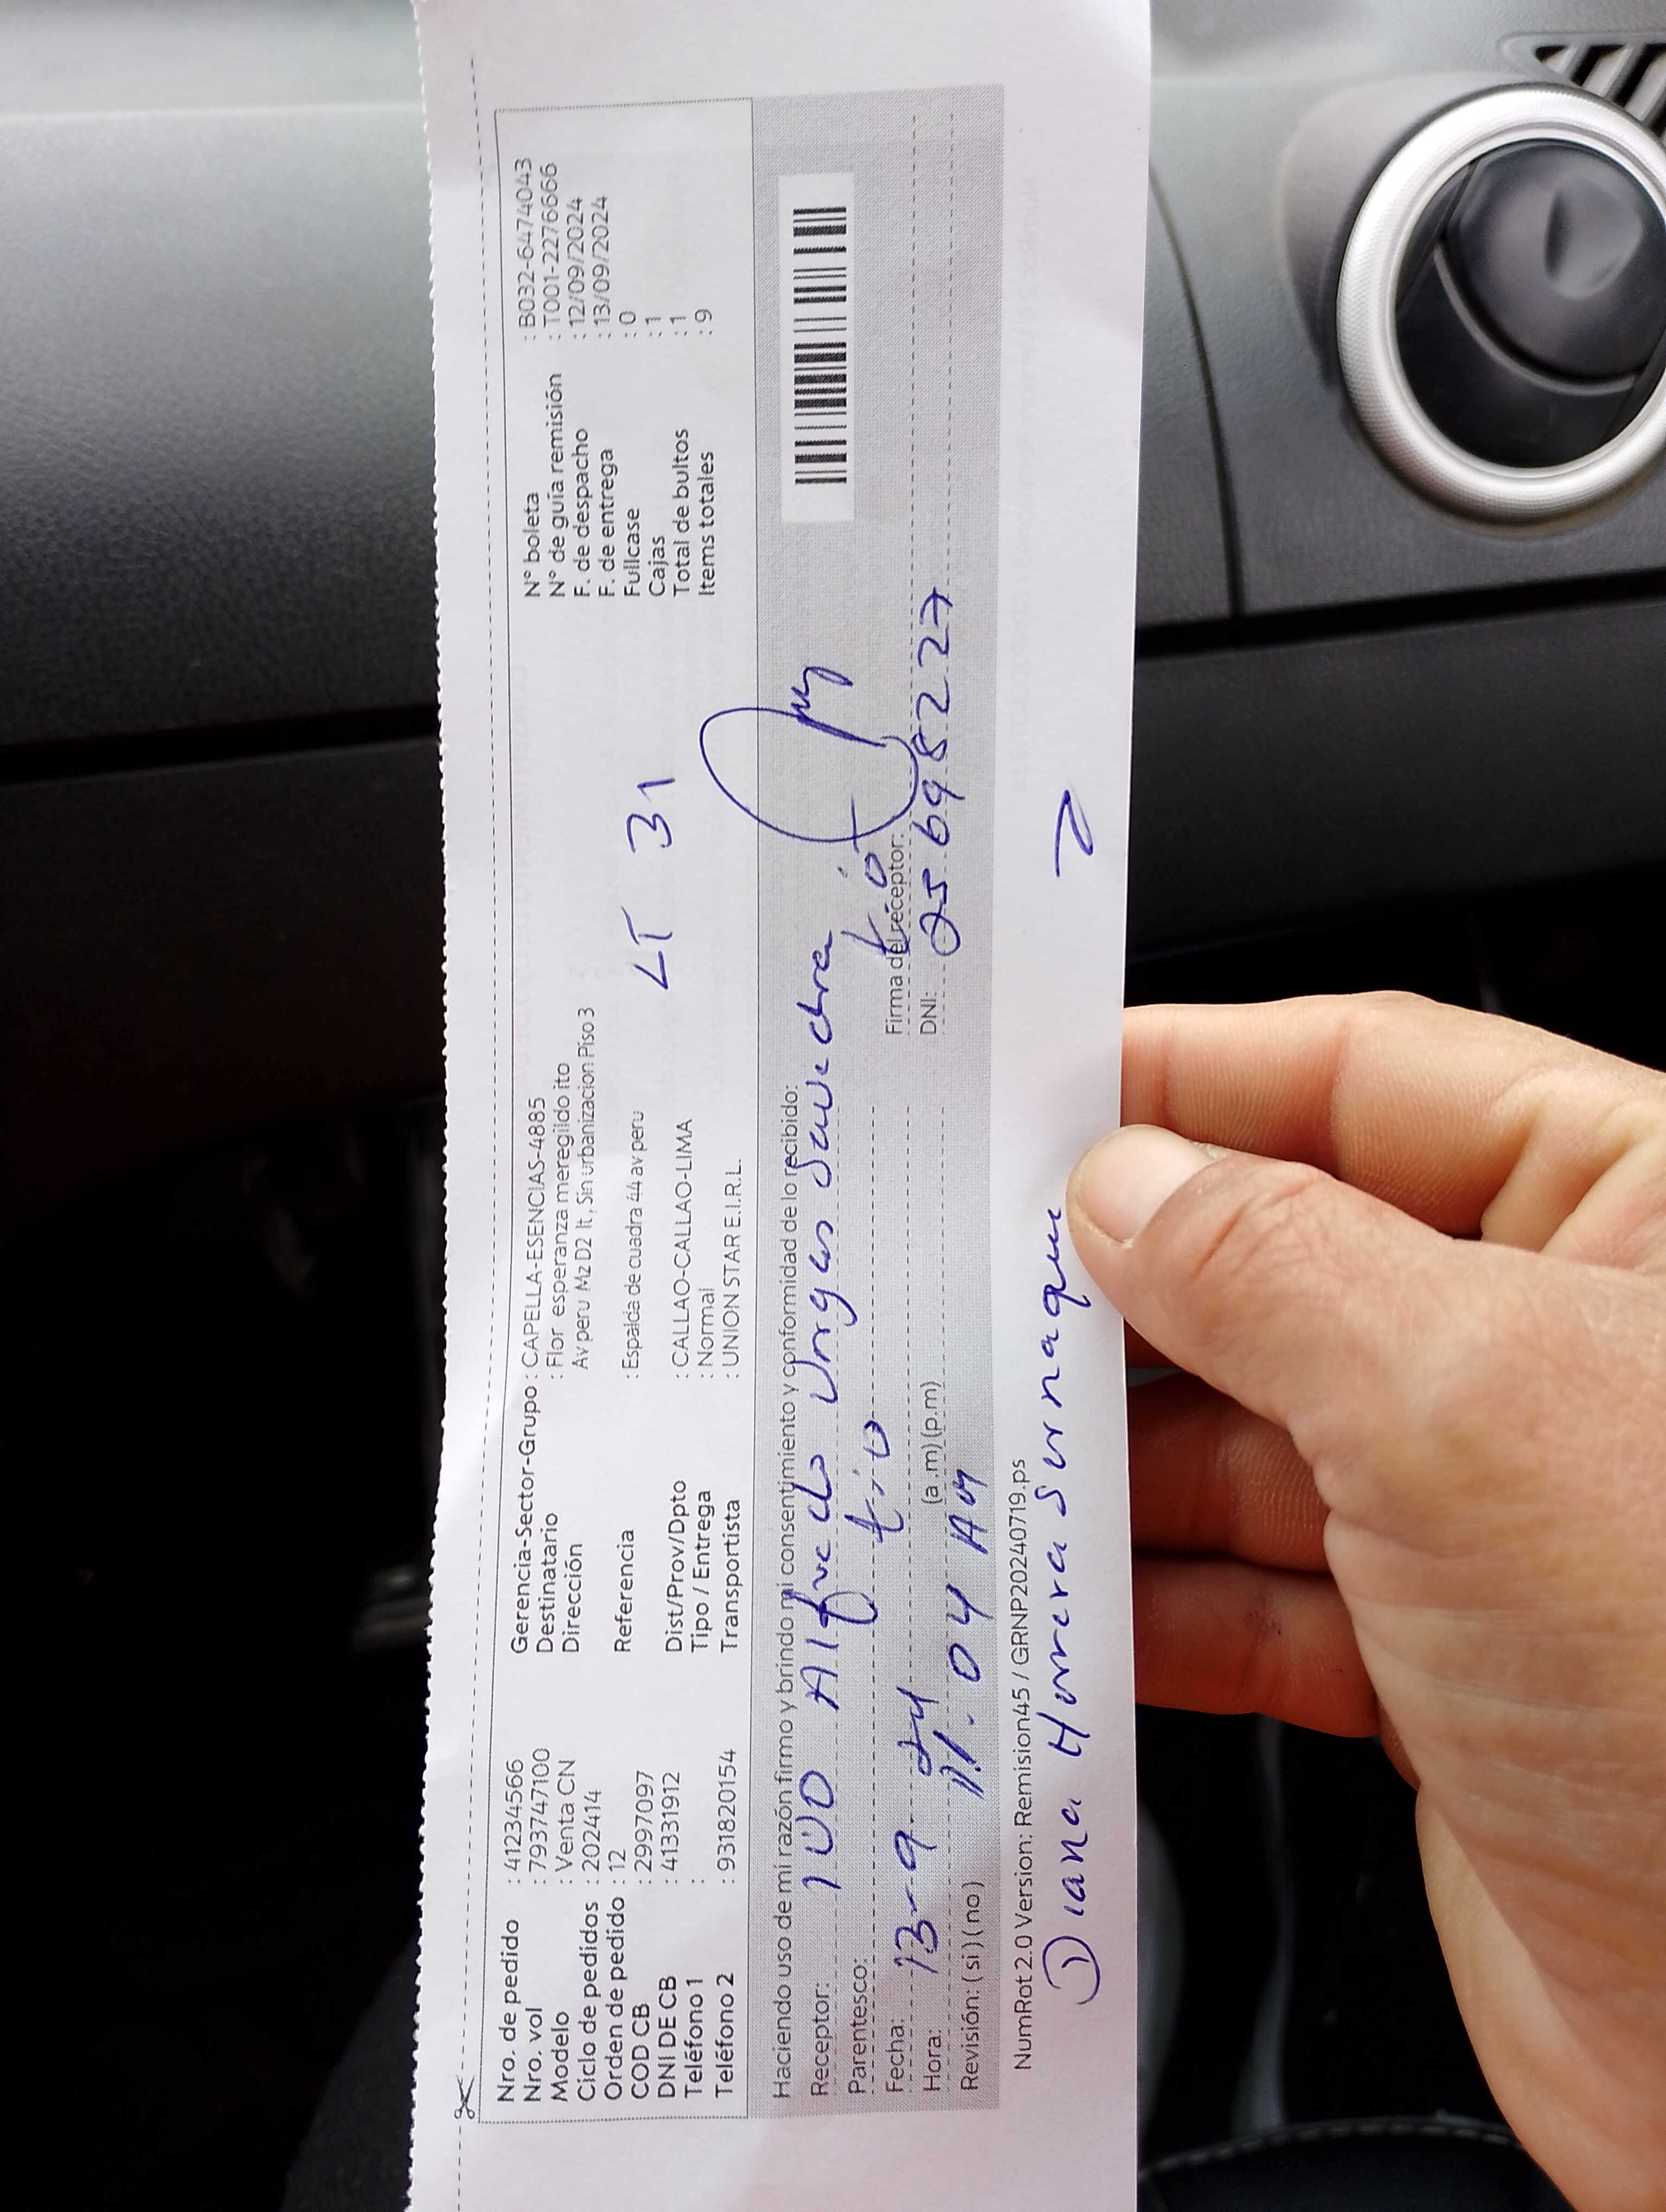 Nro. de pedido : 41234566
Nro. vol : 793747100
Modelo : Venta CN
Ciclo de pedidos : 202414
Orden de pedido : 12
COD CB : 29997097
DNI DE CB : 41331912
Teléfono 1 :
Teléfono 2 : 931820154
Gerencia-Sector-Grupo : CAPELLA-ESENCIAS-4885
Destinatario : Flor esperanza meregildo ito
Dirección Av peru Mz D2 lt , Sin urbanizacion Piso 3
Referencia : Espalda de cuadra 44 av peru
Dist/Prov/Dpto : CALLAO-CALLAO-LIMA
Tipo / Entrega : Normal
Transportista : UNION STAR E.I.R.L.
LT 31
N° boleta : B032-6474043
N° de guía remisión : T001-2276666
F. de despacho : 12/09/2024
F. de entrega : 13/09/2024
Fullcase : 0
Cajas : 1
Total de bultos : 1
Items totales : 9
Haciendo uso de mi razón firmo y brindo mi consentimiento y conformidad de lo recibido:
Receptor: Alfredo Vargas Saavedra
Parentesco: tio
Fecha: 13-9-24
Hora: 11.04 AM (a.m) (p.m)
Revisión: ( si ) ( no )
Firma del receptor:
DNI: 25698227
NumRot 2.0 Version: Remision45 / GRNP20240719.ps
Diana Herrera Surnaque